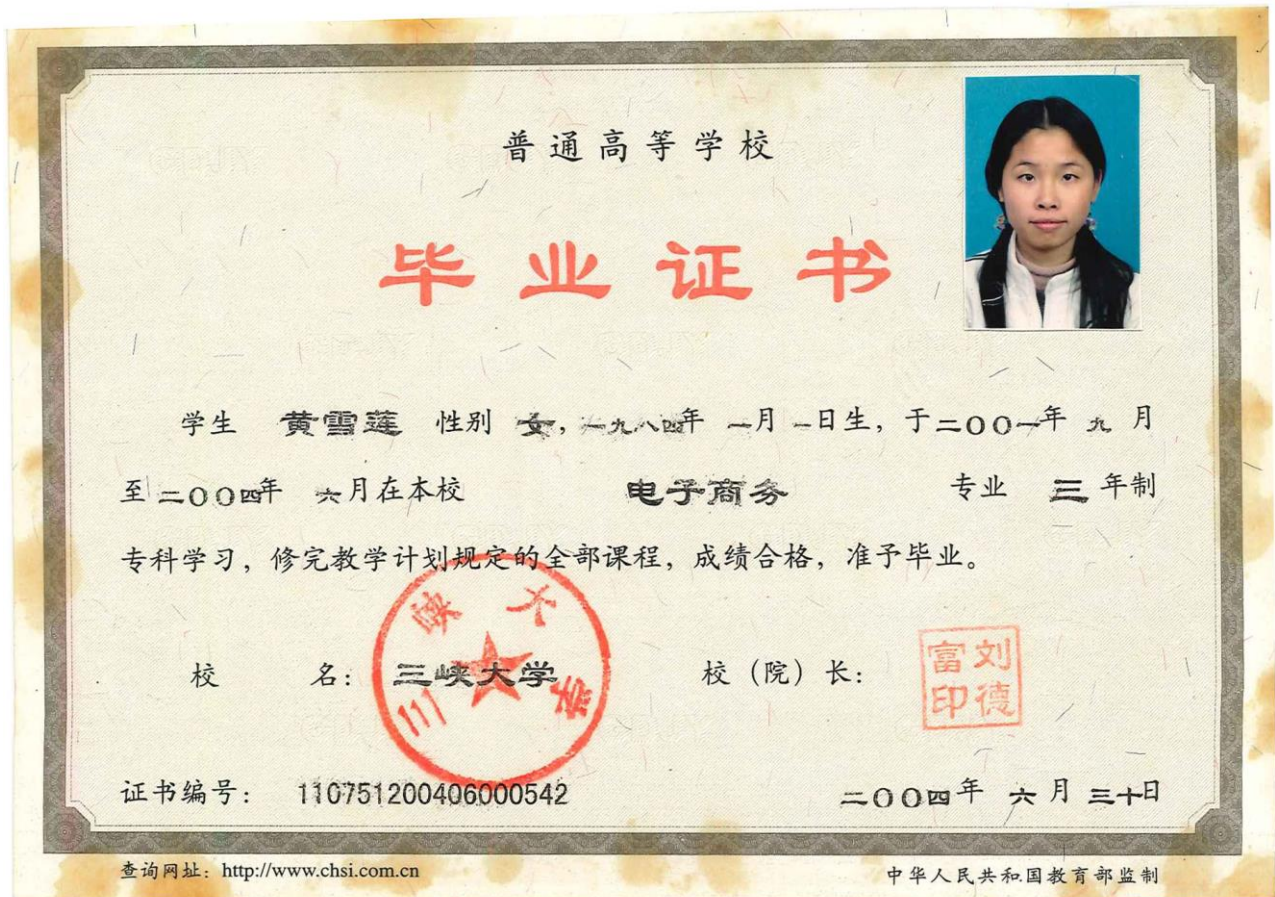 普通高等学校
毕业证书
学生 黄雪莲 性别 女, 一九八四年 一月 一日生, 于二〇〇一年 九 月
至 二〇〇四年 六月在本校 电子商务 专业 三 年制
专科学习, 修完教学计划规定的全部课程, 成绩合格, 准予毕业。
校 名: 三峡大学 校(院)长:
三峡大学
富刘
印德
证书编号: 110751200406000542 二〇〇四年 六 月 三十日
查询网址: http://www.chsi.com.cn 中华人民共和国教育部监制